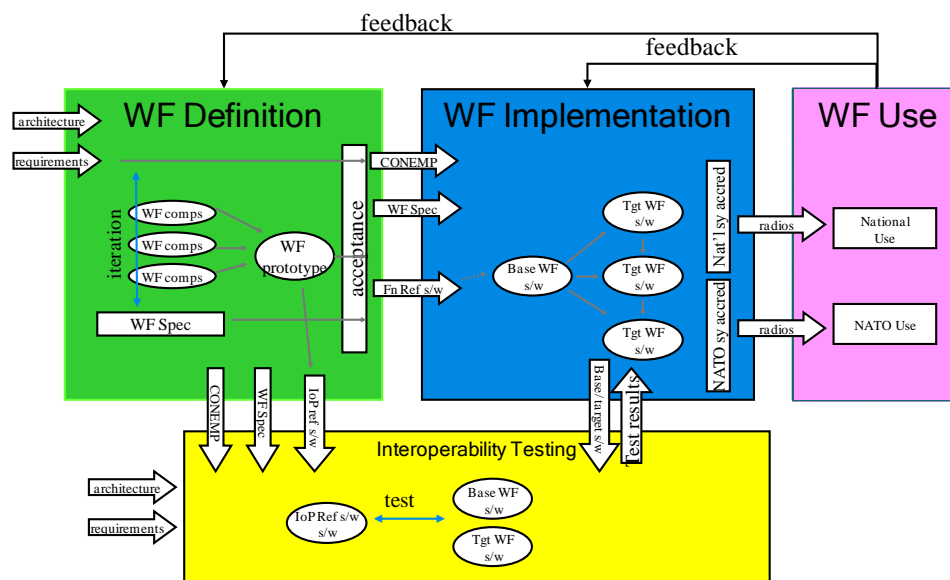 feedback
feedback
WF Definition
WF Implementation
WF Use
architecture
requirements
iteration
WF comps
WF comps
WF comps
WF
prototype
WF Spec
acceptance
CONEMP
WF Spec
Fn Ref s/w
Base WF
s/w
Tgt WF
s/w
Tgt WF
s/w
Tgt WF
s/w
Nat'l sy accred
NATO sy accred
radios
radios
National
Use
NATO Use
CONEMP
WF Spec
IoP ref s/w
Base/target s/w
Test results
Interoperability Testing
architecture
requirements
IoP Ref s/w
s/w
test
Base WF
s/w
Tgt WF
s/w